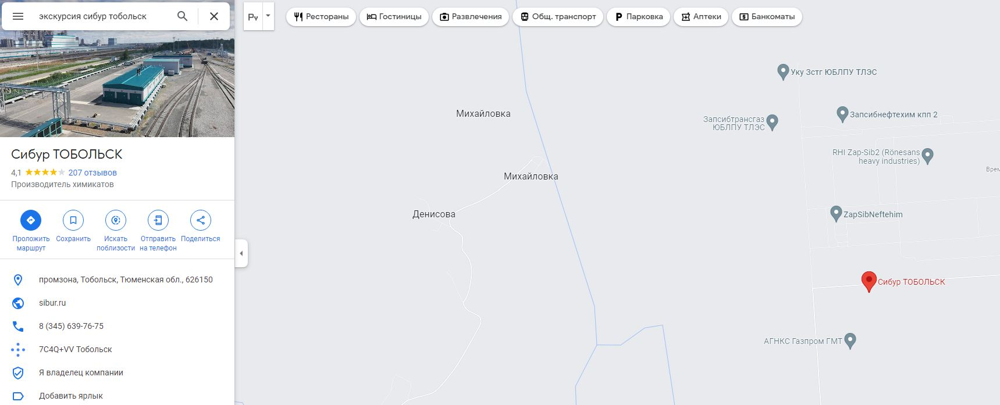 экскурсия сибур тобольск
Ру
Рестораны
Гостиницы
Развлечения
Общ. транспорт
Парковка
Аптеки
Банкоматы
Сибур ТОБОЛЬСК
4,1
207 отзывов
Производитель химикатов
Проложить
маршрут
Сохранить
Искать
поблизости
Отправить
на телефон
Поделиться
промзона, Тобольск, Тюменская обл., 626150
sibur.ru
8 (345) 639-76-75
7C4Q+VV Тобольск
Я владелец компании
Добавить ярлык
Уку Зстг ЮБЛПУ ТЛЭС
Михайловка
Запсибтрансгаз
ЮБЛПУ ТЛЭС
Запсибнефтехим кпп 2
RHI Zap-Sib2 (Rönesans
heavy industries)
Врем
Михайловка
Денисова
ZapSibNeftehim
Сибур ТОБОЛЬСК
АГНКС Газпром ГМТ